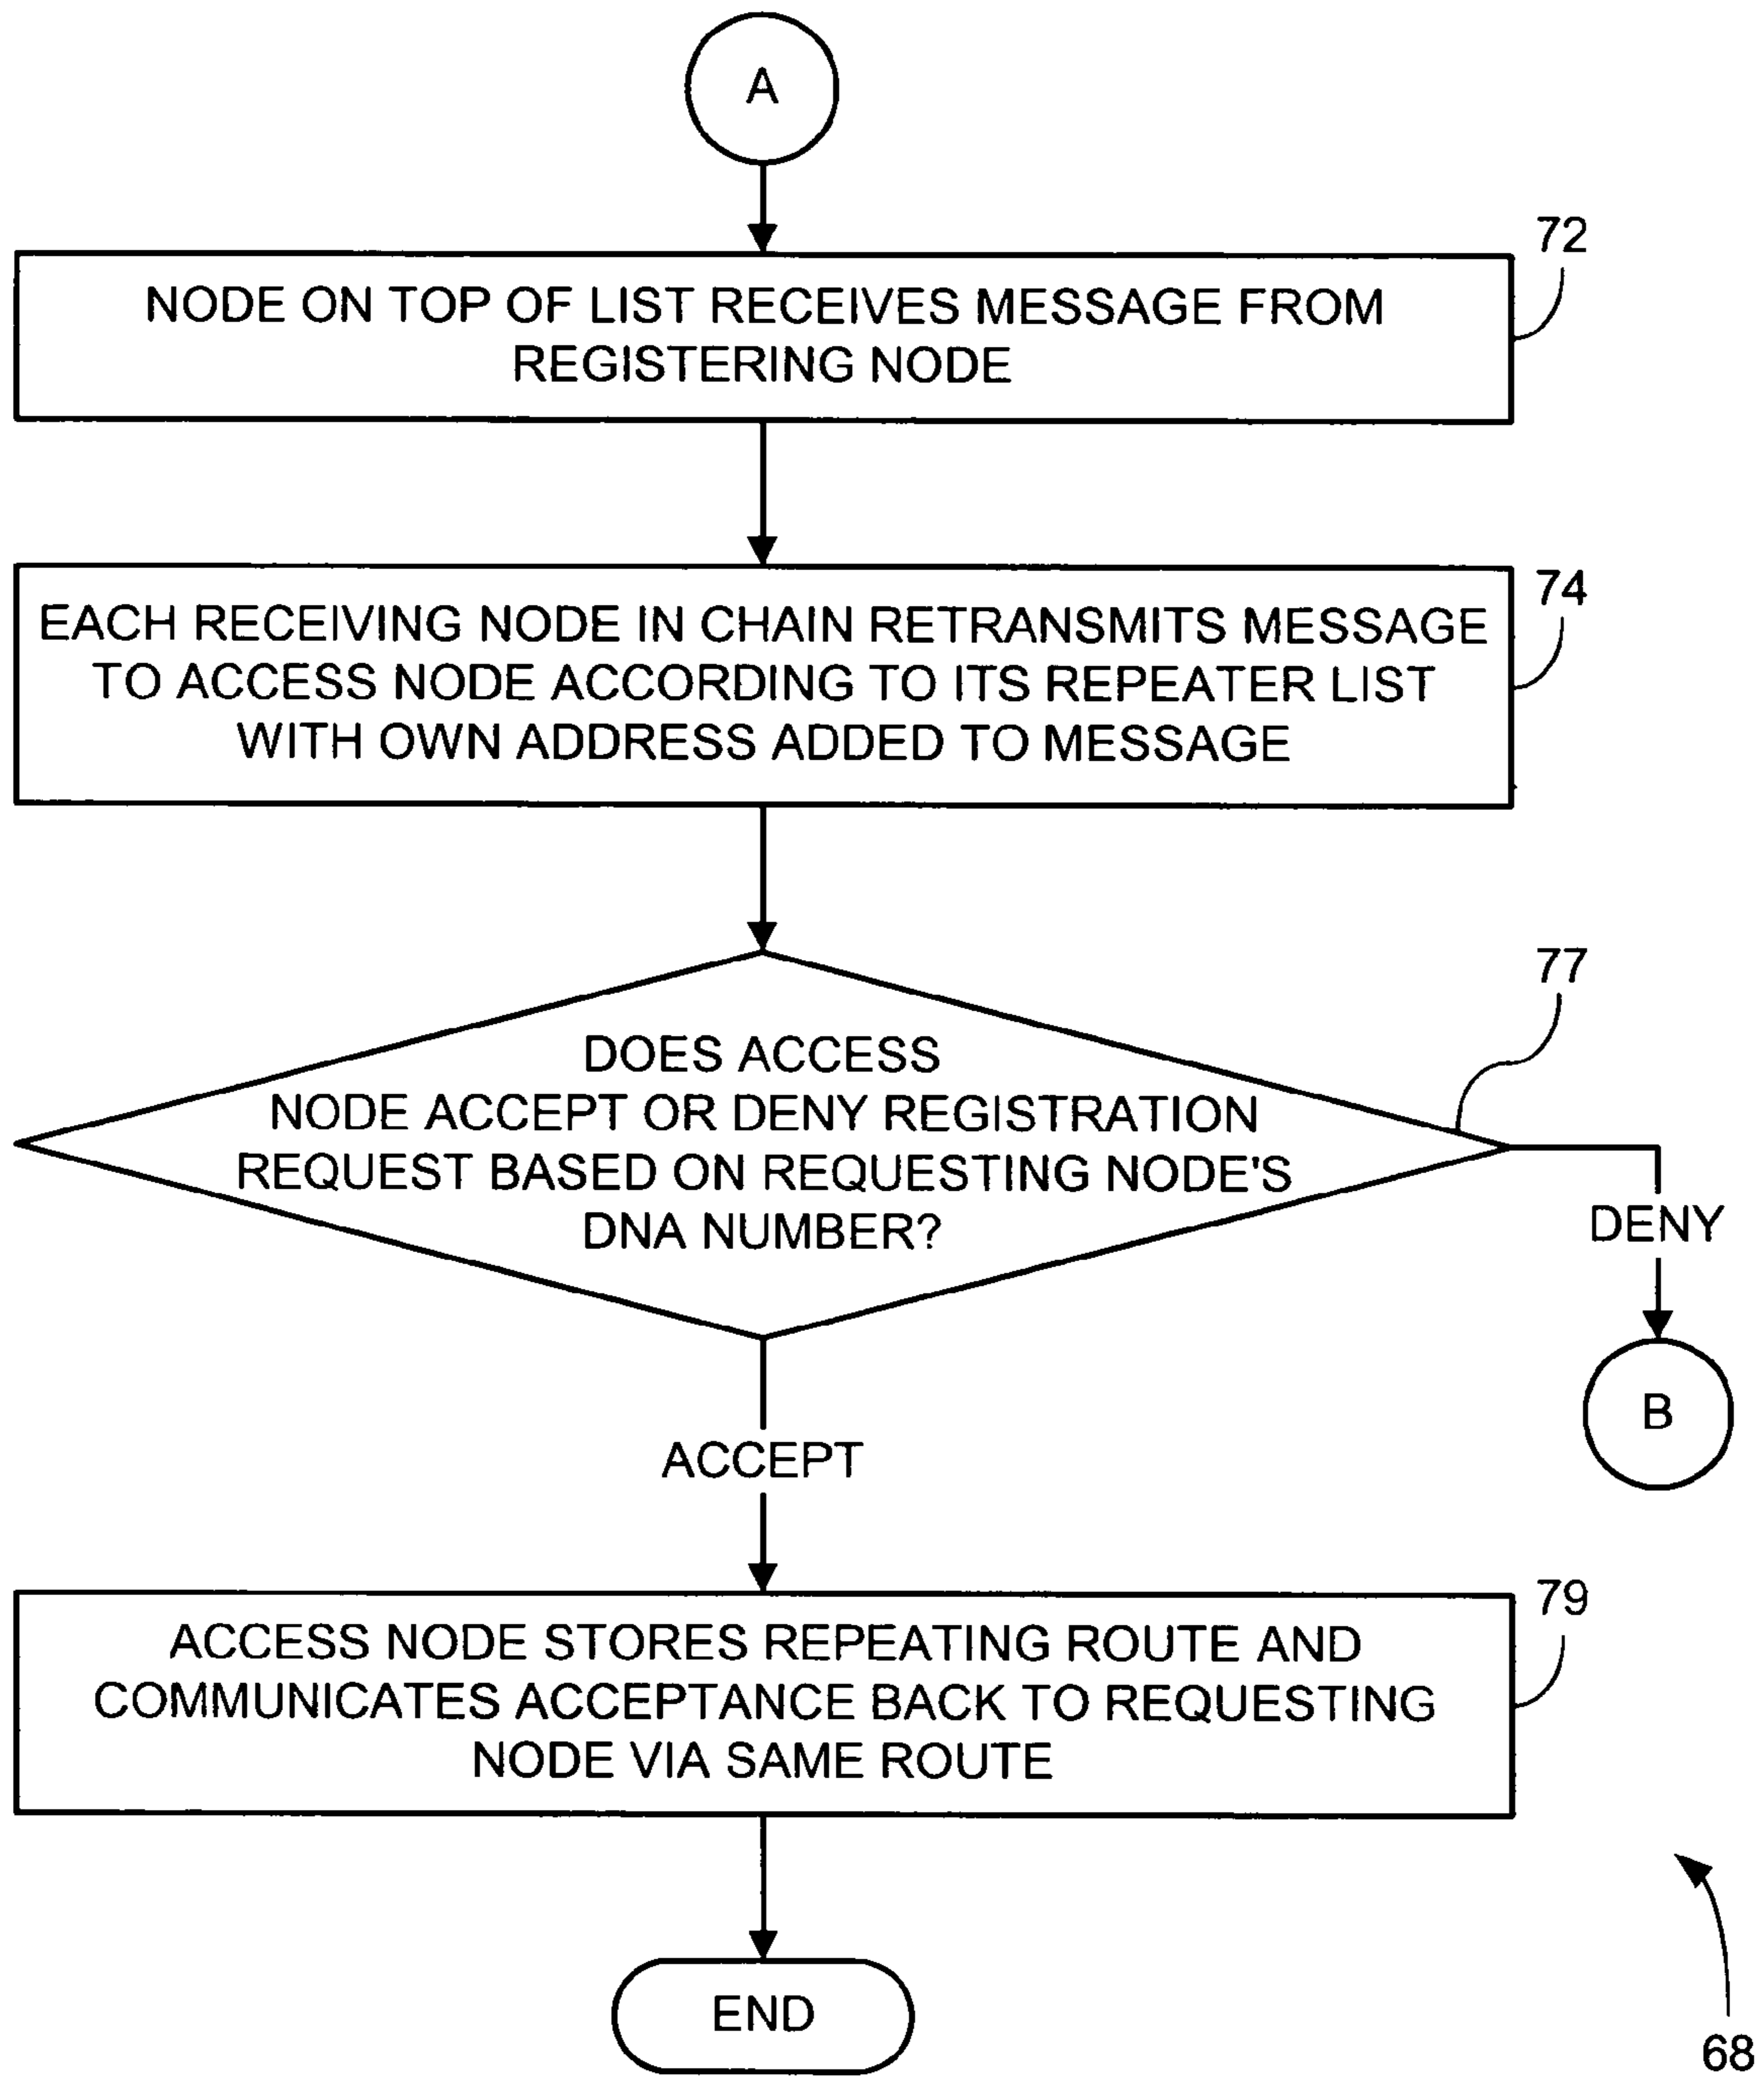 A
72
NODE ON TOP OF LIST RECEIVES MESSAGE FROM
REGISTERING NODE
74
EACH RECEIVING NODE IN CHAIN RETRANSMITS MESSAGE
TO ACCESS NODE ACCORDING TO ITS REPEATER LIST
WITH OWN ADDRESS ADDED TO MESSAGE
77
DOES ACCESS
NODE ACCEPT OR DENY REGISTRATION
REQUEST BASED ON REQUESTING NODE'S
DNA NUMBER?
DENY
B
ACCEPT
79
ACCESS NODE STORES REPEATING ROUTE AND
COMMUNICATES ACCEPTANCE BACK TO REQUESTING
NODE VIA SAME ROUTE
END
68